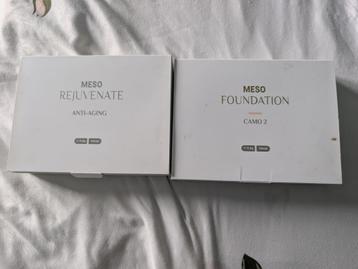 MESO
REJUVENATE
ANTI-AGING
MESO
FOUNDATION
CAMO 2